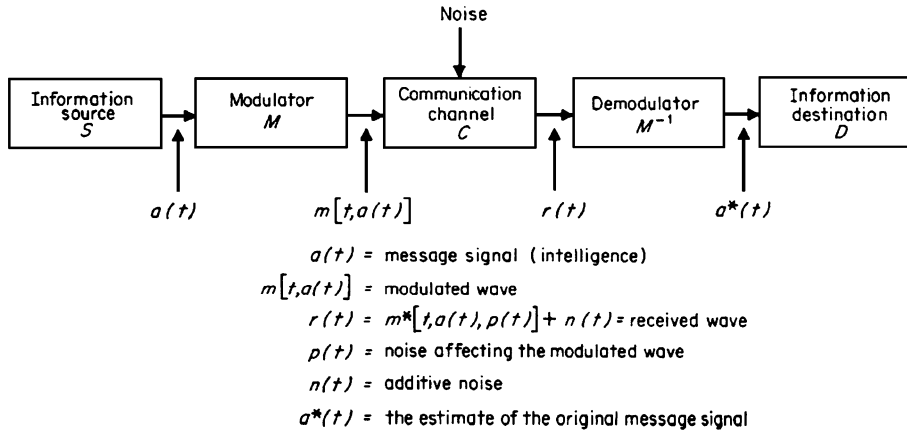 Noise
Information source S
Modulator M
Communication channel C
Demodulator M⁻¹
Information destination D
a(t)
m[t,a(t)]
r(t)
a*(t)
a(t) = message signal (intelligence)
m[t,a(t)] = modulated wave
r(t) = m*[t,a(t),p(t)] + n(t) = received wave
p(t) = noise affecting the modulated wave
n(t) = additive noise
a*(t) = the estimate of the original message signal